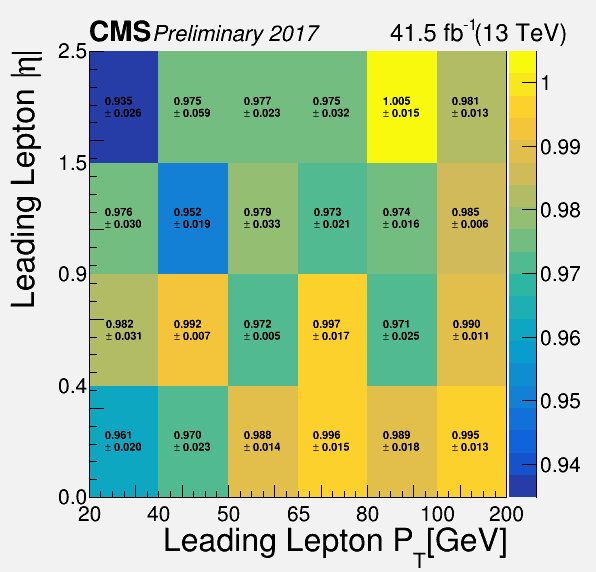 CMS Preliminary 2017 41.5 fb⁻¹(13 TeV)
Leading Lepton |η|
2.5
1.5
0.9
0.4
0.0
0.935 0.975 0.977 0.975 1.005 0.981
± 0.026 ± 0.059 ± 0.023 ± 0.032 ± 0.015 ± 0.013
0.976 0.952 0.979 0.973 0.974 0.985
± 0.030 ± 0.019 ± 0.033 ± 0.021 ± 0.016 ± 0.006
0.982 0.992 0.972 0.997 0.971 0.990
± 0.031 ± 0.007 ± 0.005 ± 0.017 ± 0.025 ± 0.011
0.961 0.970 0.988 0.996 0.989 0.995
± 0.020 ± 0.023 ± 0.014 ± 0.015 ± 0.018 ± 0.013
20 40 50 65 80 100 200
Leading Lepton P_T[GeV]
1
0.99
0.98
0.97
0.96
0.95
0.94